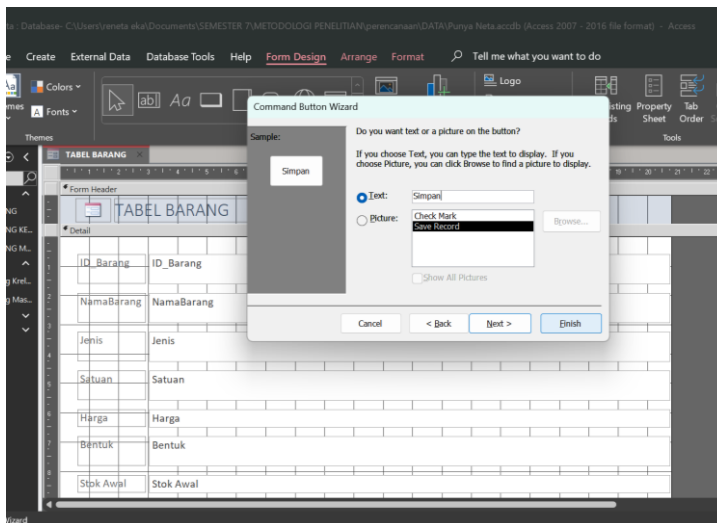 ta : Database- C:\Users\reneta eka\Documents\SEMESTER 7\METODOLOGI PENELITIAN\perencanaan\DATA\Punya Neta.accdb (Access 2007 - 2016 file format) - Access
e Create External Data Database Tools Help Form Design Arrange Format Tell me what you want to do
Aa Colors ab Aa Logo
mes A Fonts isting Property Tab
ds Sheet Order
Themes Tools
TABEL BARANG ×
Form Header
TABEL BARANG
Detail
NG
NG KE...
NG M...
g Krel...
g Mas...
ID_Barang ID_Barang
NamaBarang NamaBarang
Jenis Jenis
Satuan Satuan
Harga Harga
Bentuk Bentuk
Stok Awal Stok Awal
Command Button Wizard
Sample:
Simpan
Do you want text or a picture on the button?
If you choose Text, you can type the text to display. If you
choose Picture, you can click Browse to find a picture to display.
Text: Simpan
Picture: Check Mark
Save Record
Browse...
Show All Pictures
Cancel < Back Next > Finish
Wizard